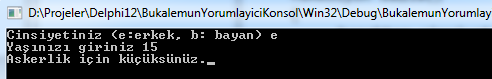 D:\Projeler\Delphi12\BukalemunYorumlayiciKonsol\Win32\Debug\BukalemunYorumlay
Cinsiyetiniz (e:erkek, b: bayan) e
Yaşınızı giriniz 15
Askerlik için küçüksünüz.